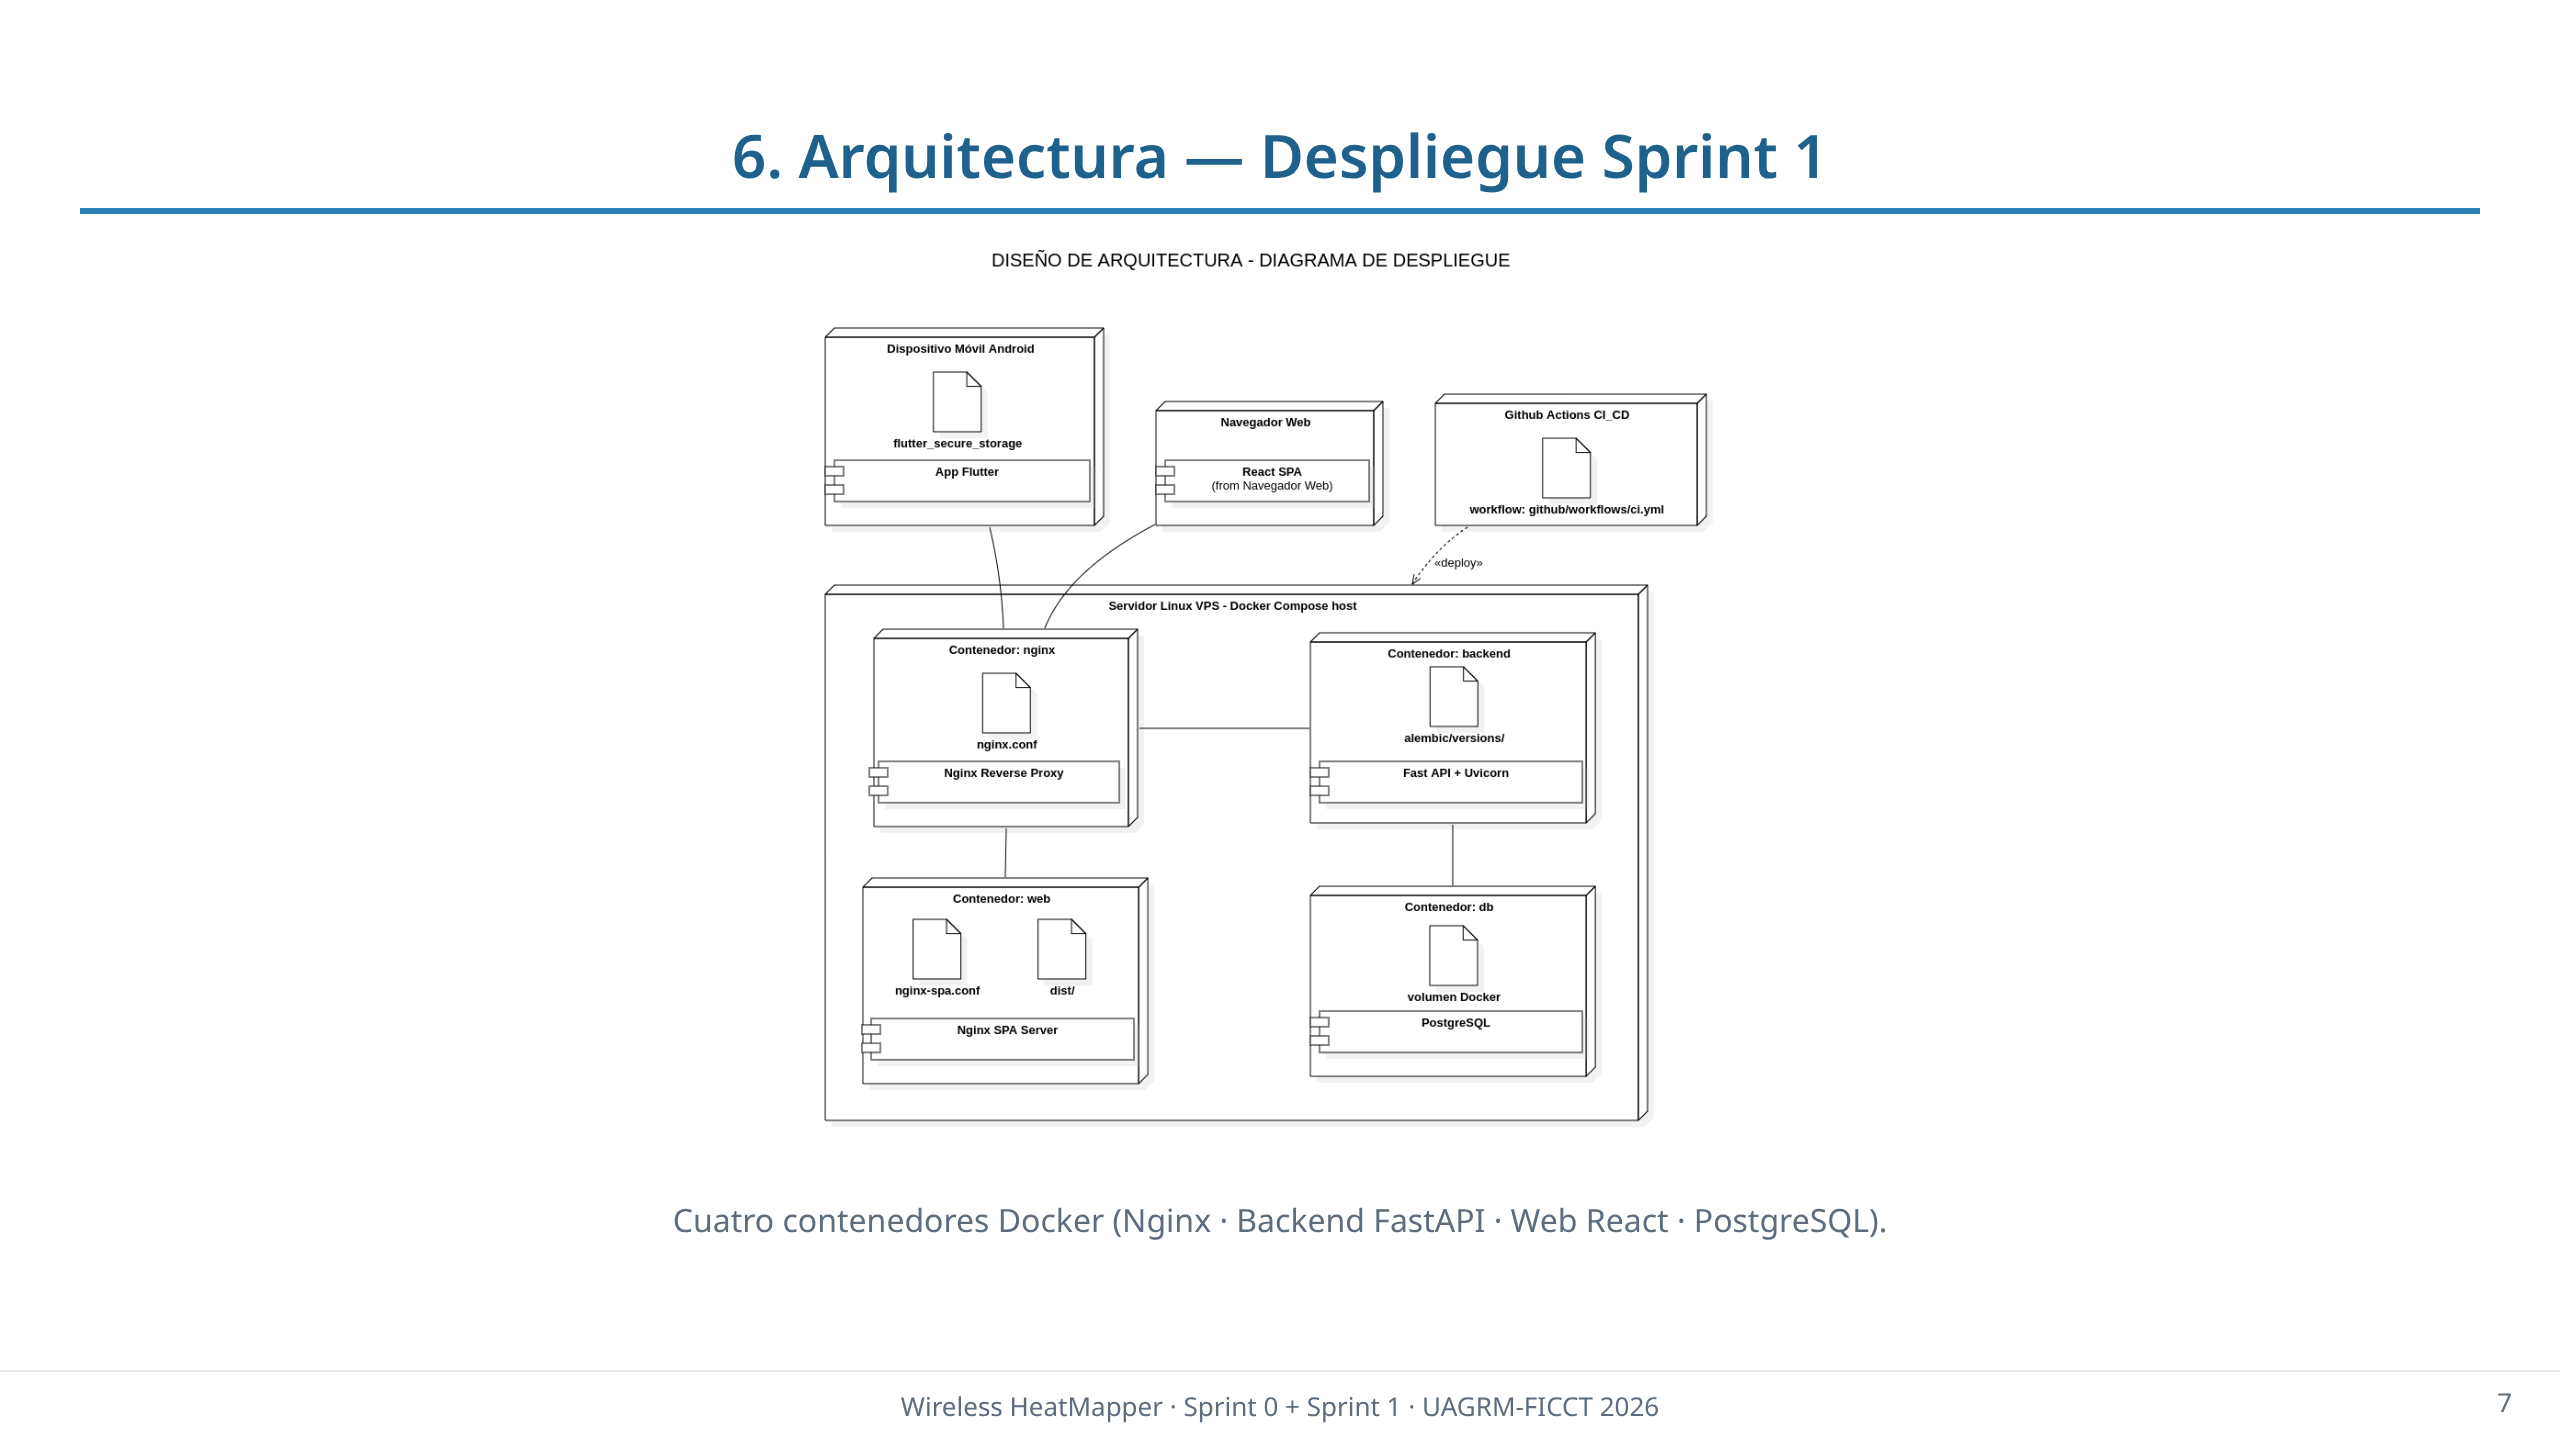 6. Arquitectura — Despliegue Sprint 1
DISEÑO DE ARQUITECTURA - DIAGRAMA DE DESPLIEGUE
Dispositivo Móvil Android
flutter_secure_storage
App Flutter
Navegador Web
React SPA
(from Navegador Web)
Github Actions CI_CD
workflow: github/workflows/ci.yml
«deploy»
Servidor Linux VPS - Docker Compose host
Contenedor: nginx
nginx.conf
Nginx Reverse Proxy
Contenedor: backend
alembic/versions/
Fast API + Uvicorn
Contenedor: web
nginx-spa.conf
dist/
Nginx SPA Server
Contenedor: db
volumen Docker
PostgreSQL
Cuatro contenedores Docker (Nginx · Backend FastAPI · Web React · PostgreSQL).
Wireless HeatMapper · Sprint 0 + Sprint 1 · UAGRM-FICCT 2026
7